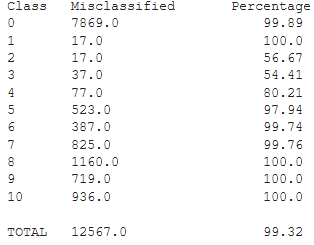 Class Misclassified Percentage
0 7869.0 99.89
1 17.0 100.0
2 17.0 56.67
3 37.0 54.41
4 77.0 80.21
5 523.0 97.94
6 387.0 99.74
7 825.0 99.76
8 1160.0 100.0
9 719.0 100.0
10 936.0 100.0
TOTAL 12567.0 99.32